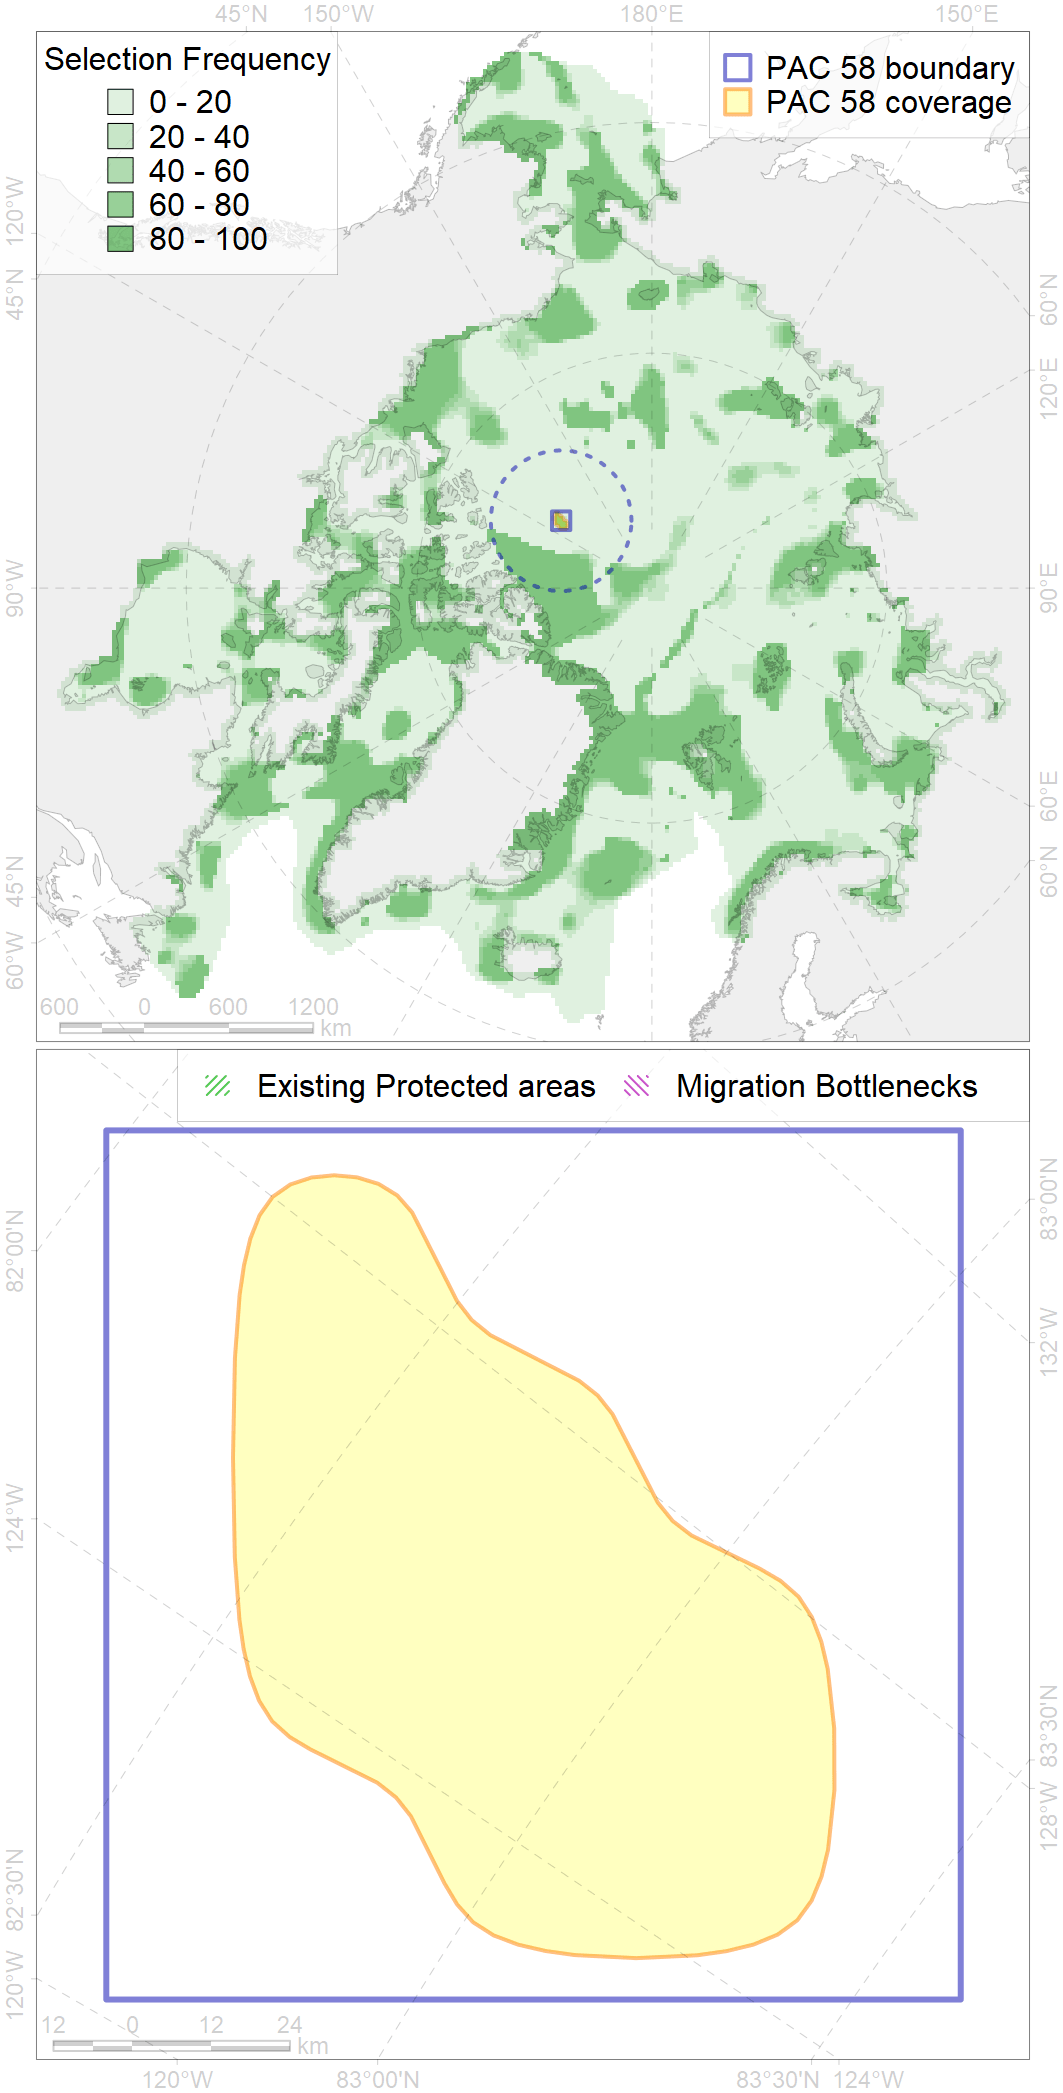 45°N 150°W 180°E 150°E
Selection Frequency
0 - 20
20 - 40
40 - 60
60 - 80
80 - 100
PAC 58 boundary
PAC 58 coverage
120°W
45°N
90°W
45°N
60°W
60°N
120°E
90°E
60°E
60°N
600 0 600 1200
km
Existing Protected areas
Migration Bottlenecks
82°00'N
124°W
82°30'N
120°W
83°00'N
132°W
83°30'N
128°W
12 0 12 24
km
120°W 83°00'N 83°30'N 124°W